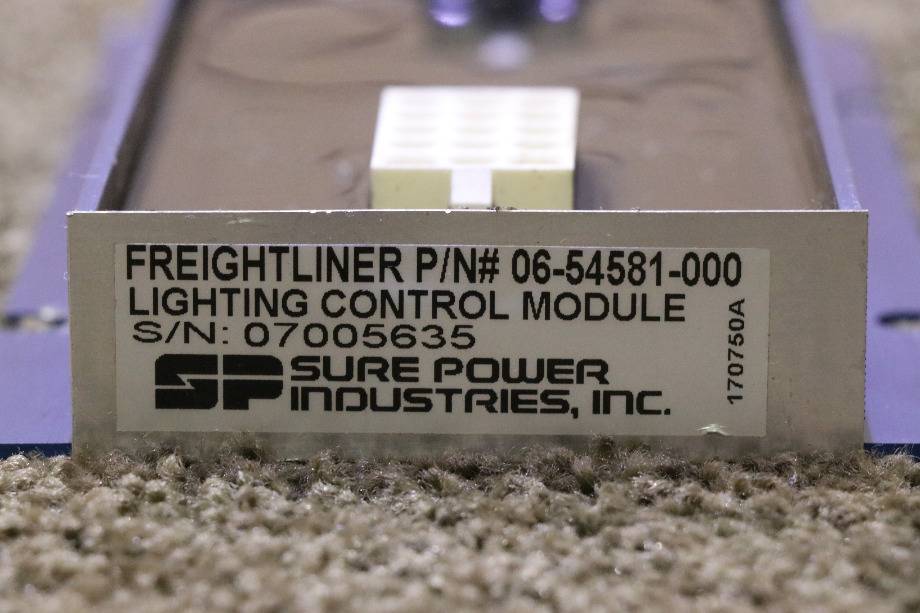 FREIGHTLINER P/N# 06-54581-000
LIGHTING CONTROL MODULE
S/N: 07005635
SP SURE POWER
INDUSTRIES, INC.
170750A